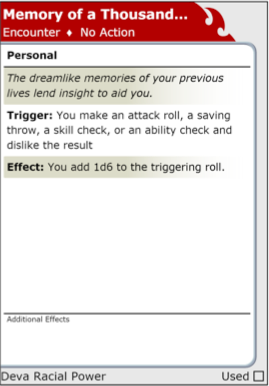 Memory of a Thousand...
Encounter ♦ No Action
Personal
The dreamlike memories of your previous
lives lend insight to aid you.
Trigger: You make an attack roll, a saving
throw, a skill check, or an ability check and
dislike the result
Effect: You add 1d6 to the triggering roll.
Additional Effects
Deva Racial Power Used